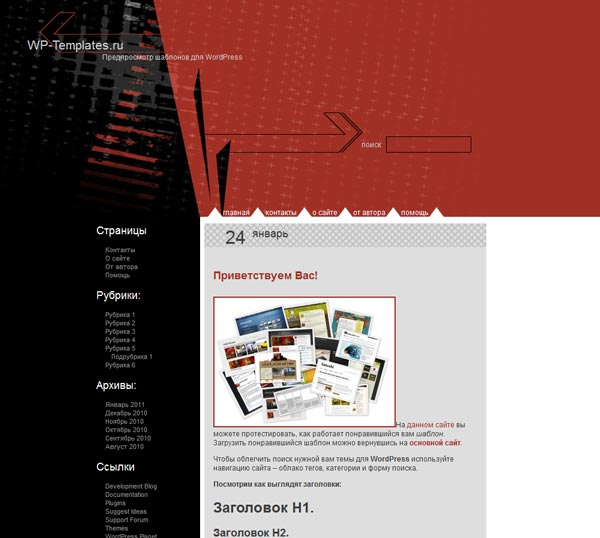 WP-Templates.ru
Предпросмотр шаблонов для WordPress
поиск
главная контакты о сайте от автора помощь
Страницы
Контакты
О сайте
От автора
Помощь
Рубрики:
Рубрика 1
Рубрика 2
Рубрика 3
Рубрика 4
Рубрика 5
Подрубрика 1
Рубрика 6
Архивы:
Январь 2011
Декабрь 2010
Ноябрь 2010
Октябрь 2010
Сентябрь 2010
Август 2010
Ссылки
Development Blog
Documentation
Plugins
Suggest Ideas
Support Forum
Themes
WordPress Planet
24 январь
Приветствуем Вас!
На данном сайте вы
можете протестировать, как работает понравившийся вам шаблон.
Загрузить понравившийся шаблон можно вернувшись на основной сайт.
Чтобы облегчить поиск нужной вам темы для WordPress используйте
навигацию сайта – облако тегов, категории и форму поиска.
Посмотрим как выглядят заголовки:
Заголовок H1.
Заголовок H2.